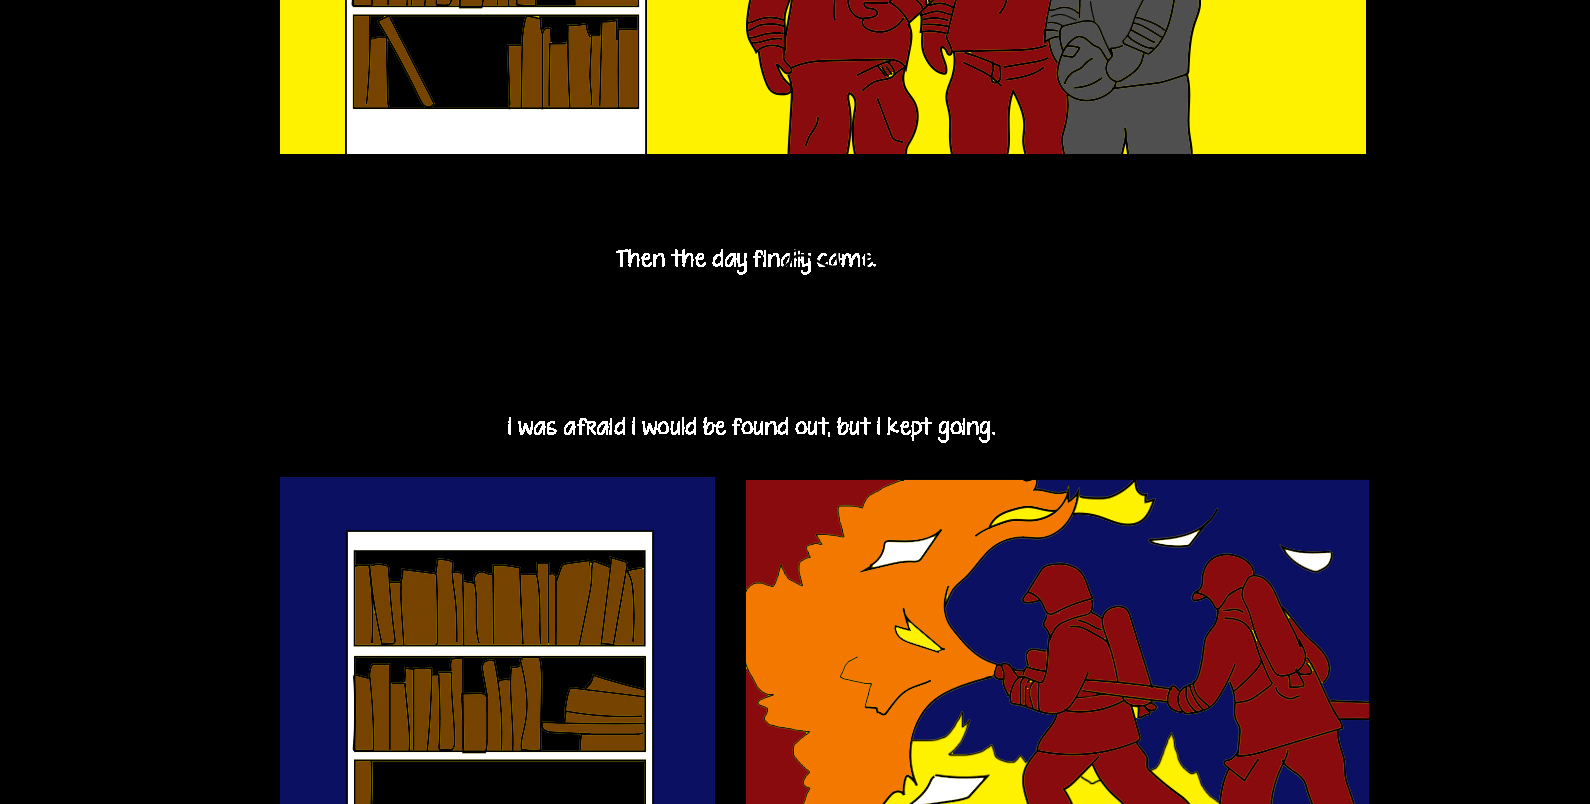 Then the day finally came.
I was afraid I would be found out, but I kept going.